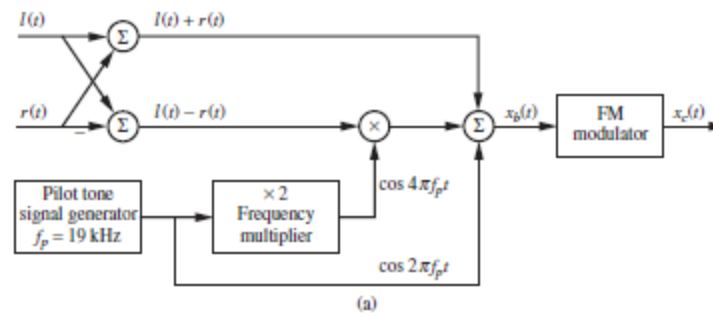 l(t)
l(t) + r(t)
Σ
r(t)
−
Σ
l(t) − r(t)
×
Σ
x_b(t)
FM
modulator
x_c(t)
Pilot tone
signal generator
f_p = 19 kHz
× 2
Frequency
multiplier
cos 4πf_pt
cos 2πf_pt
(a)